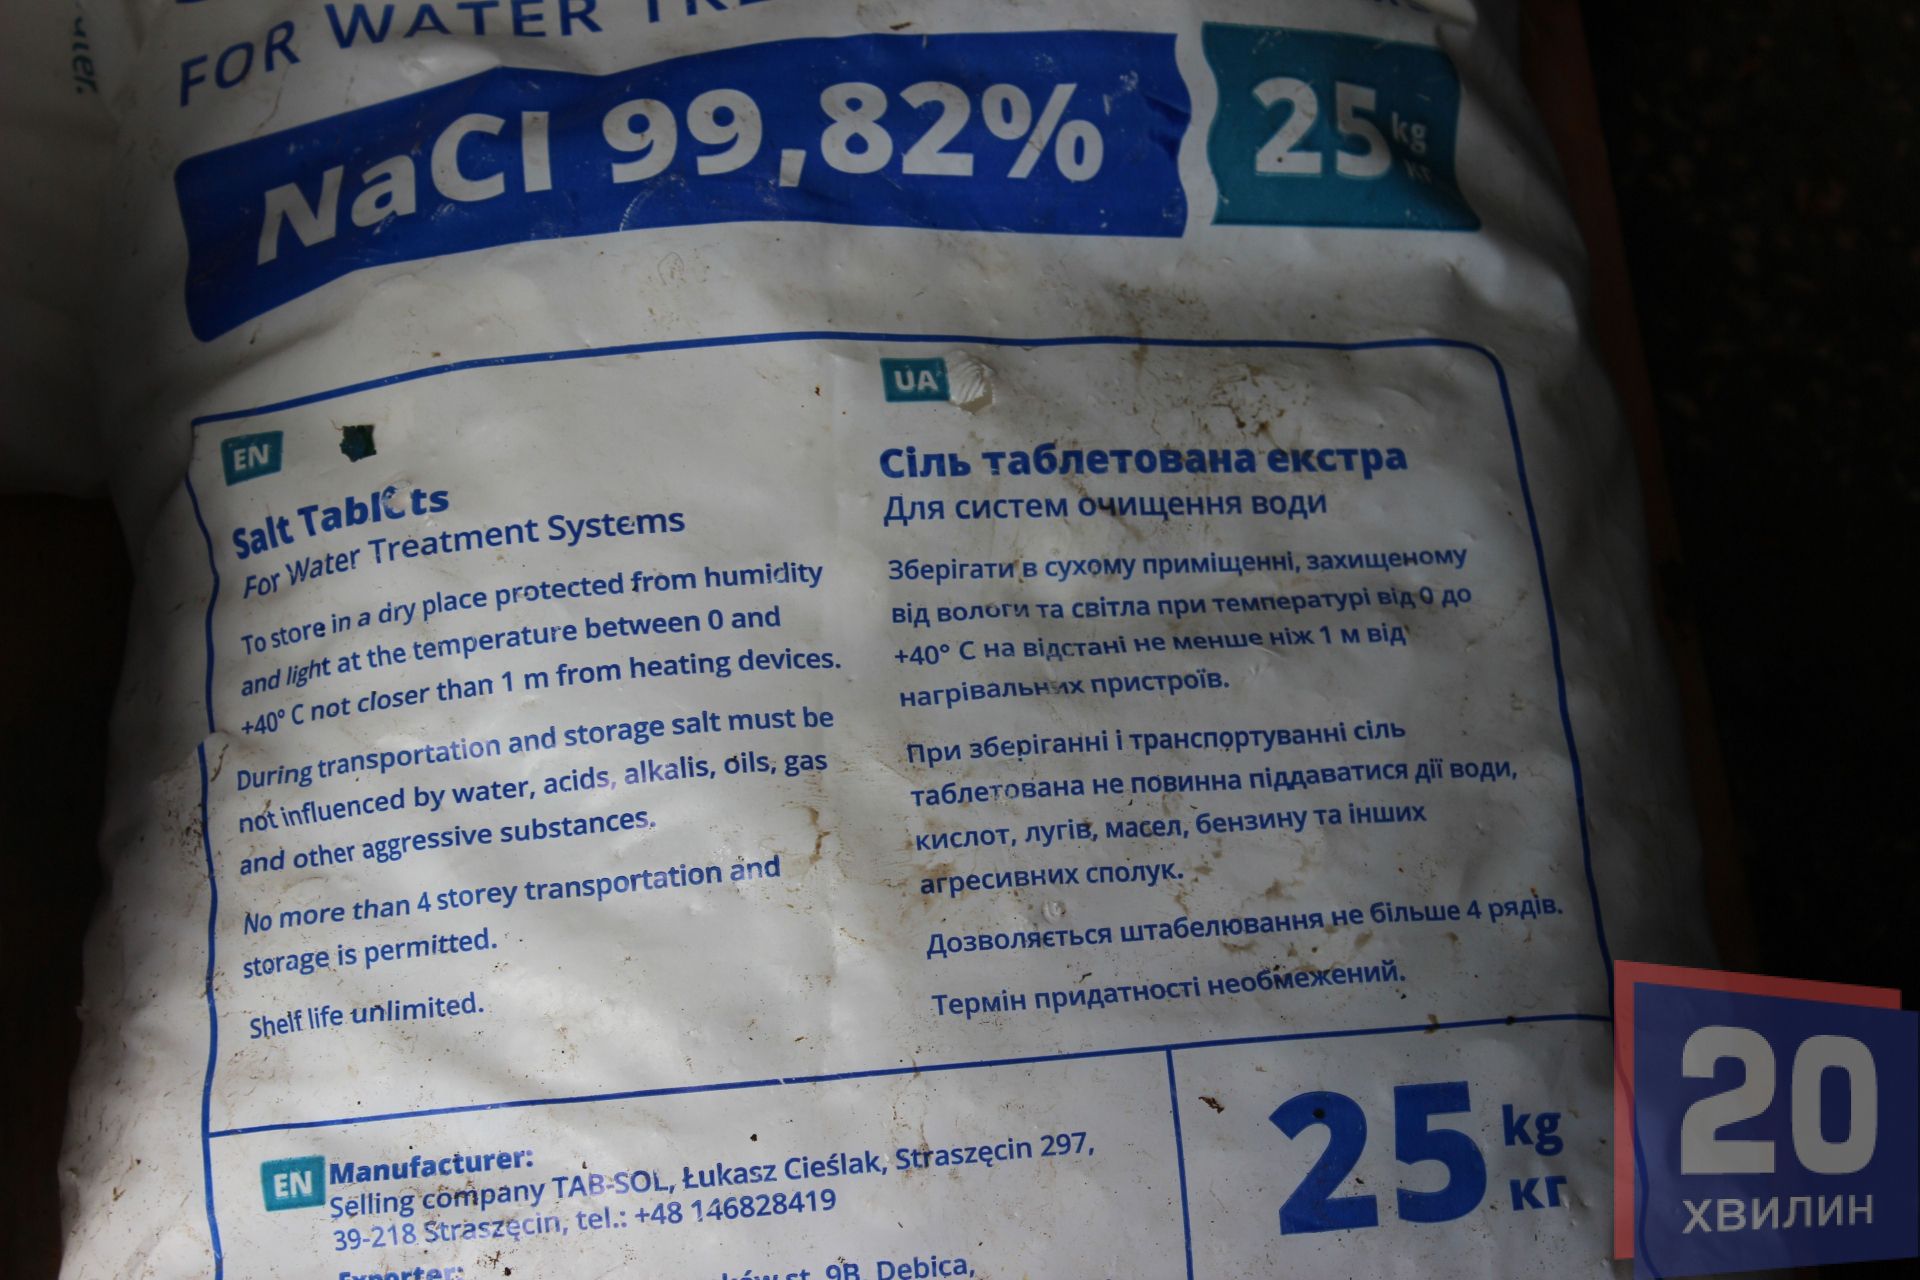 FOR WATER
NaCl 99,82%
25 kg
кг
EN
Salt Tablets
For Water Treatment Systems
To store in a dry place protected from humidity
and light at the temperature between 0 and
+40° C not closer than 1 m from heating devices.
During transportation and storage salt must be
not influenced by water, acids, alkalis, oils, gas
and other aggressive substances.
No more than 4 storey transportation and
storage is permitted.
Shelf life unlimited.
UA
Сіль таблетована екстра
Для систем очищення води
Зберігати в сухому приміщенні, захищеному
від вологи та світла при температурі від 0 до
+40° C на відстані не менше ніж 1 м від
нагрівальних пристроїв.
При зберіганні і транспортуванні сіль
таблетована не повинна піддаватися дії води,
кислот, лугів, масел, бензину та інших
агресивних сполук.
Дозволяється штабелювання не більше 4 рядів.
Термін придатності необмежений.
EN Manufacturer:
Selling company TAB-SOL, Łukasz Cieślak, Straszęcin 297,
39-218 Straszęcin, tel.: +48 146828419
Exporter:
st. 9B, Debica,
25 kg
кг
20
ХВИЛИН